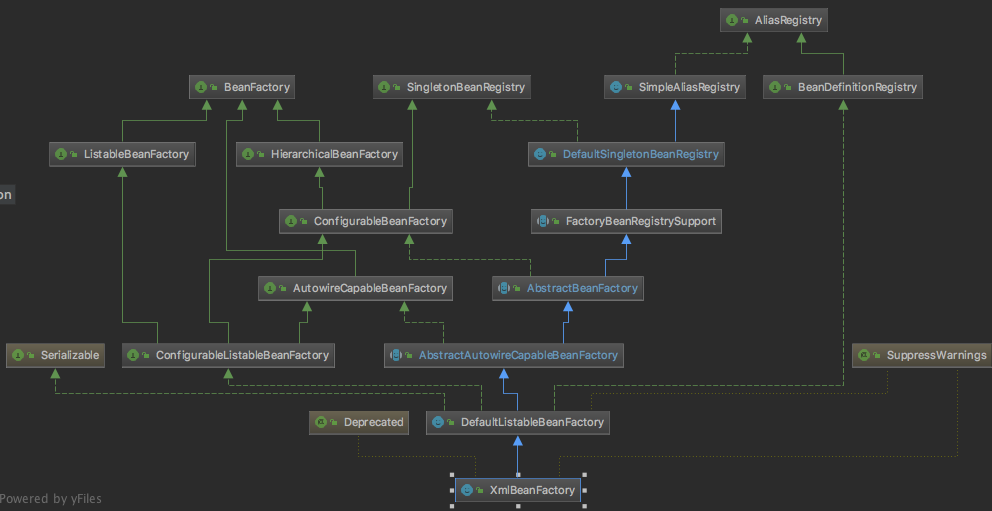 AliasRegistry
BeanFactory
SingletonBeanRegistry
SimpleAliasRegistry
BeanDefinitionRegistry
ListableBeanFactory
HierarchicalBeanFactory
DefaultSingletonBeanRegistry
on
ConfigurableBeanFactory
FactoryBeanRegistrySupport
AutowireCapableBeanFactory
AbstractBeanFactory
Serializable
ConfigurableListableBeanFactory
AbstractAutowireCapableBeanFactory
SuppressWarnings
Deprecated
DefaultListableBeanFactory
XmlBeanFactory
Powered by yFiles